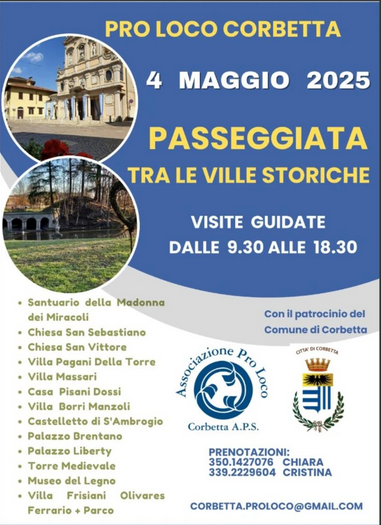 PRO LOCO CORBETTA
4 MAGGIO 2025
PASSEGGIATA
TRA LE VILLE STORICHE
VISITE GUIDATE
DALLE 9.30 ALLE 18.30
Con il patrocinio del
Comune di Corbetta
• Santuario della Madonna
dei Miracoli
• Chiesa San Sebastiano
• Chiesa San Vittore
• Villa Pagani Della Torre
• Villa Massari
• Casa Pisani Dossi
• Villa Borri Manzoli
• Castelletto di S'Ambrogio
• Palazzo Brentano
• Palazzo Liberty
• Torre Medievale
• Museo del Legno
• Villa Frisiani Olivares
Ferrario + Parco
Associazione Pro Loco
Corbetta A.P.S.
CITTA' DI CORBETTA
PRENOTAZIONI:
350.1427076 CHIARA
339.2229604 CRISTINA
CORBETTA.PROLOCO@GMAIL.COM